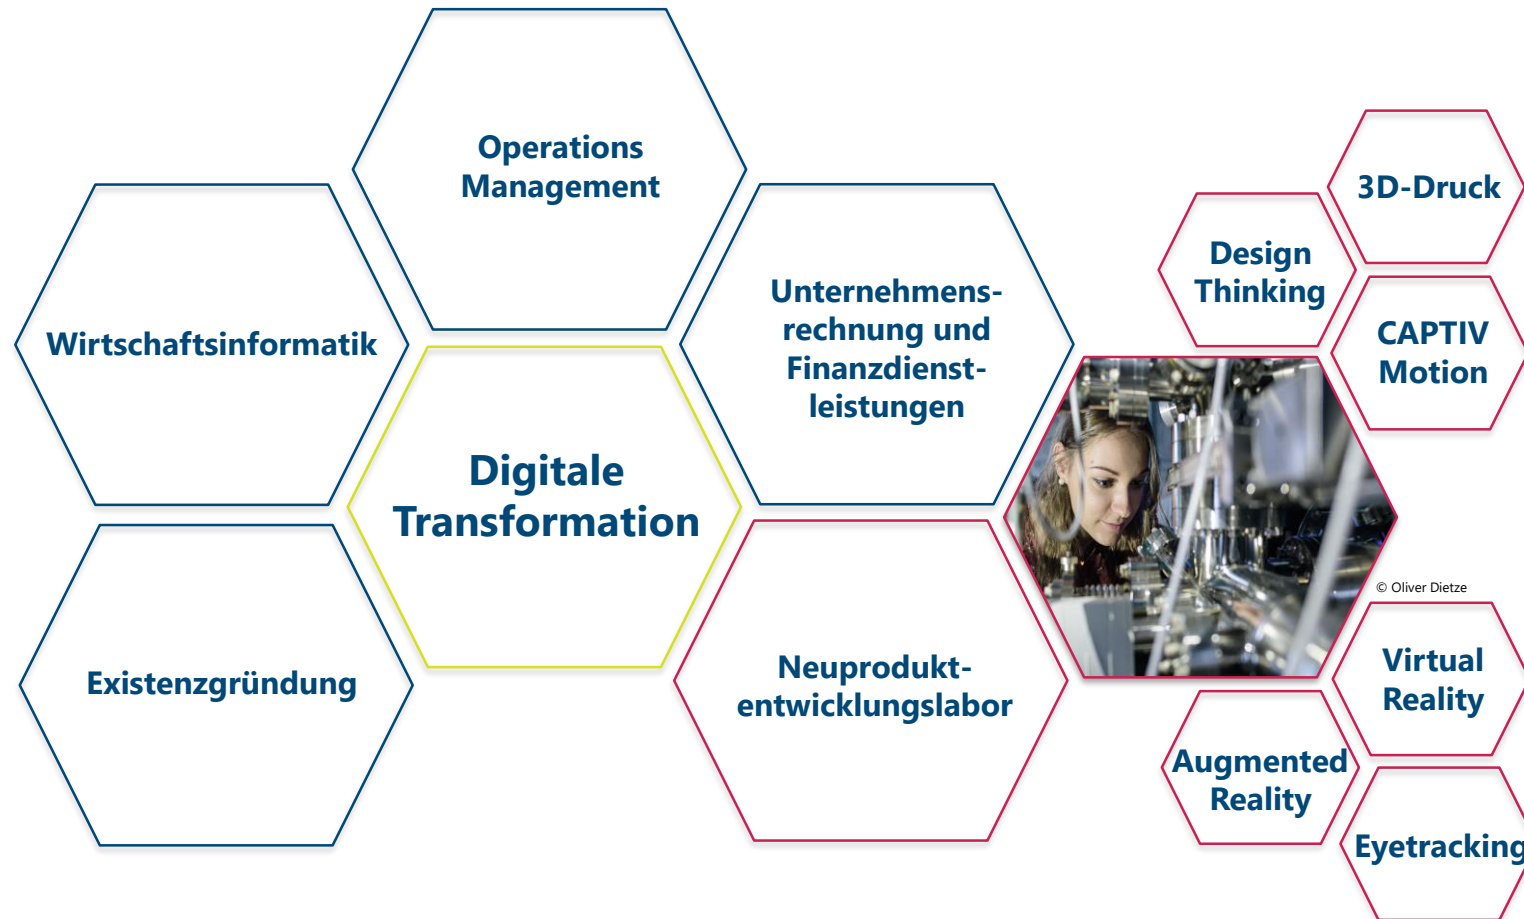 Operations
Management
Wirtschaftsinformatik
Unternehmens-
rechnung und
Finanzdienst-
leistungen
Digitale
Transformation
Existenzgründung
Neuprodukt-
entwicklungslabor
3D-Druck
Design
Thinking
CAPTIV
Motion
© Oliver Dietze
Virtual
Reality
Augmented
Reality
Eyetracking